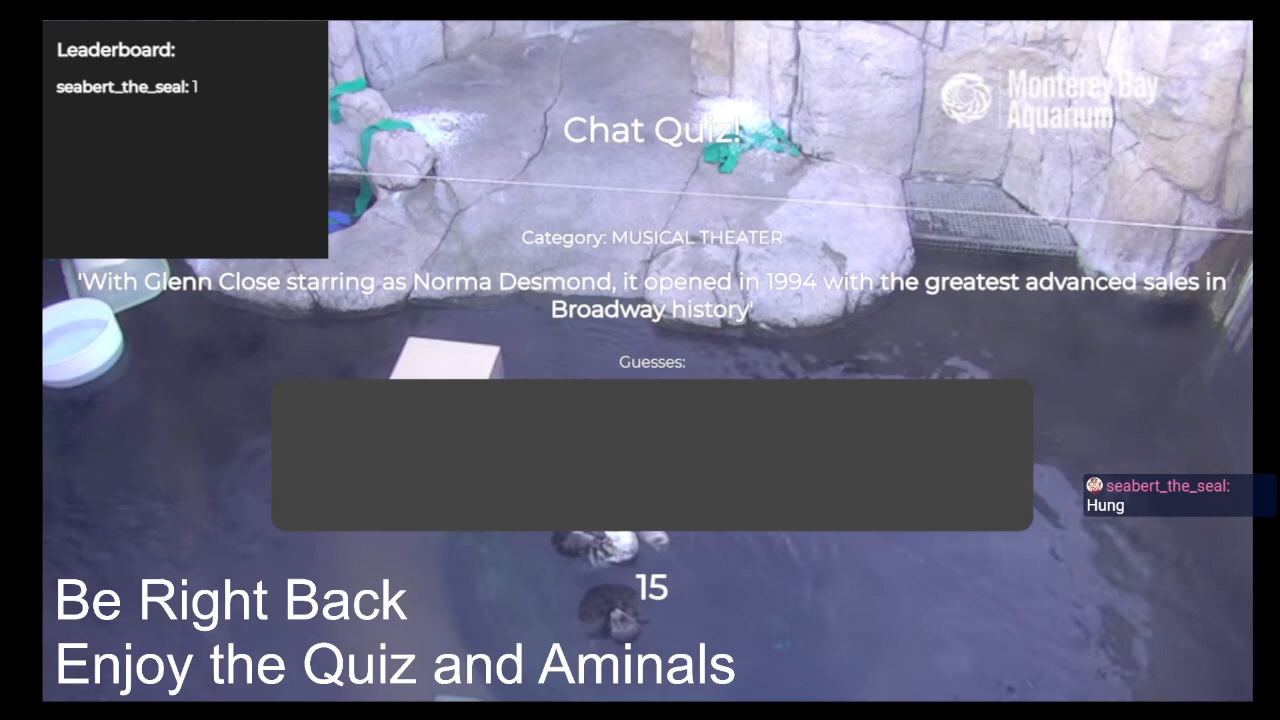 Leaderboard:
seabert_the_seal: 1
Monterey Bay
Aquarium
Chat Quiz!
Category: MUSICAL THEATER
'With Glenn Close starring as Norma Desmond, it opened in 1994 with the greatest advanced sales in
Broadway history'
Guesses:
seabert_the_seal:
Hung
15
Be Right Back
Enjoy the Quiz and Aminals